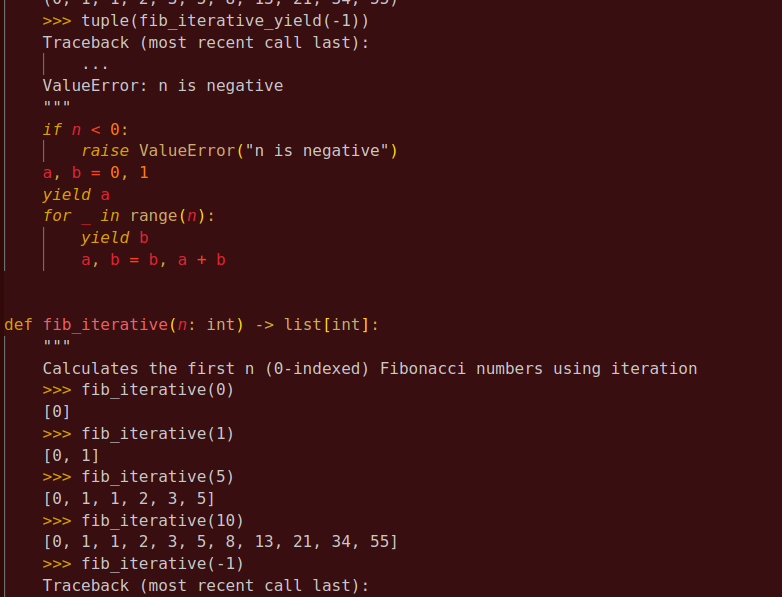 (0, 1, 1, 2, 3, 5, 8, 13, 21, 34, 55)
>>> tuple(fib_iterative_yield(-1))
Traceback (most recent call last):
    ...
ValueError: n is negative
"""
if n < 0:
    raise ValueError("n is negative")
a, b = 0, 1
yield a
for _ in range(n):
    yield b
    a, b = b, a + b
def fib_iterative(n: int) -> list[int]:
"""
Calculates the first n (0-indexed) Fibonacci numbers using iteration
>>> fib_iterative(0)
[0]
>>> fib_iterative(1)
[0, 1]
>>> fib_iterative(5)
[0, 1, 1, 2, 3, 5]
>>> fib_iterative(10)
[0, 1, 1, 2, 3, 5, 8, 13, 21, 34, 55]
>>> fib_iterative(-1)
Traceback (most recent call last):